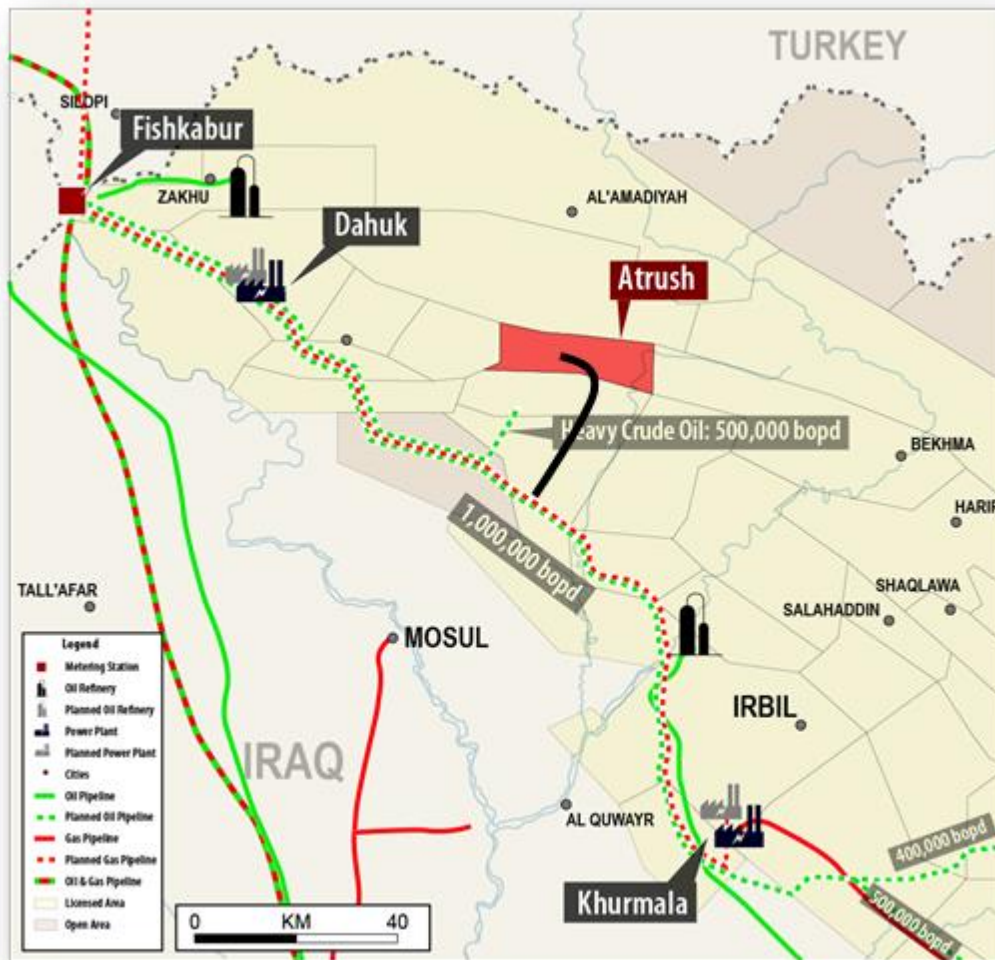 TURKEY
SILOPI
Fishkabur
ZAKHU
AL'AMADIYAH
Dahuk
Atrush
Heavy Crude Oil: 500,000 bopd
BEKHMA
1,000,000 bopd
HARIR
TALL'AFAR
SHAQLAWA
SALAHADDIN
MOSUL
IRBIL
IRAQ
AL QUWAYR
400,000 bopd
Khurmala
500,000 bopd
Legend
Metering Station
Oil Refinery
Planned Oil Refinery
Power Plant
Planned Power Plant
Cities
Oil Pipeline
Planned Oil Pipeline
Gas Pipeline
Planned Gas Pipeline
Oil & Gas Pipeline
Licensed Area
Open Area
0 KM 40